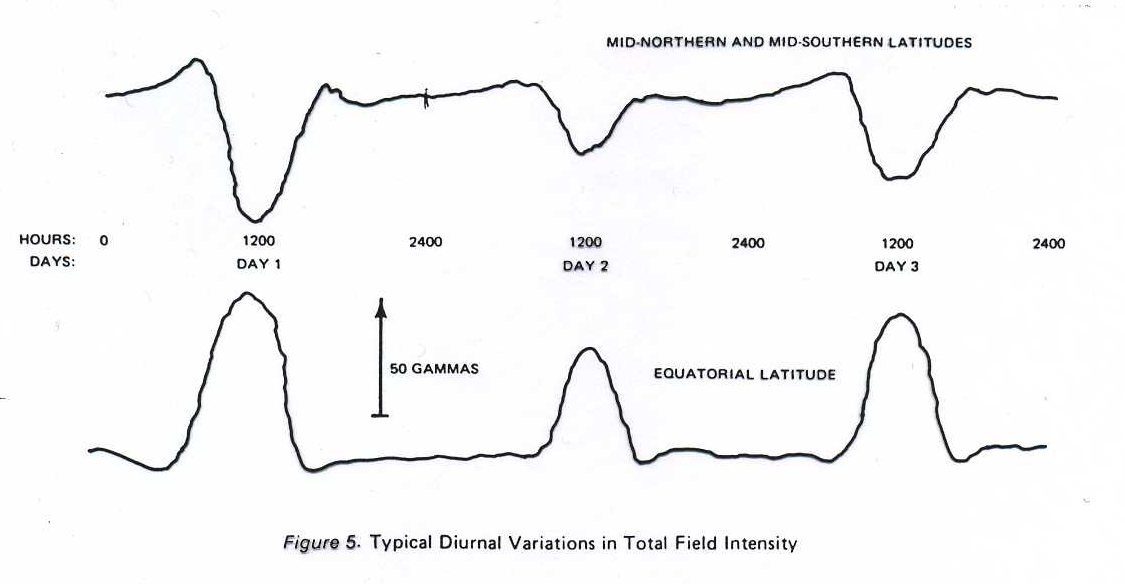 MID-NORTHERN AND MID-SOUTHERN LATITUDES
HOURS: 0 1200 2400 1200 2400 1200 2400
DAYS: DAY 1 DAY 2 DAY 3
50 GAMMAS
EQUATORIAL LATITUDE
Figure 5. Typical Diurnal Variations in Total Field Intensity